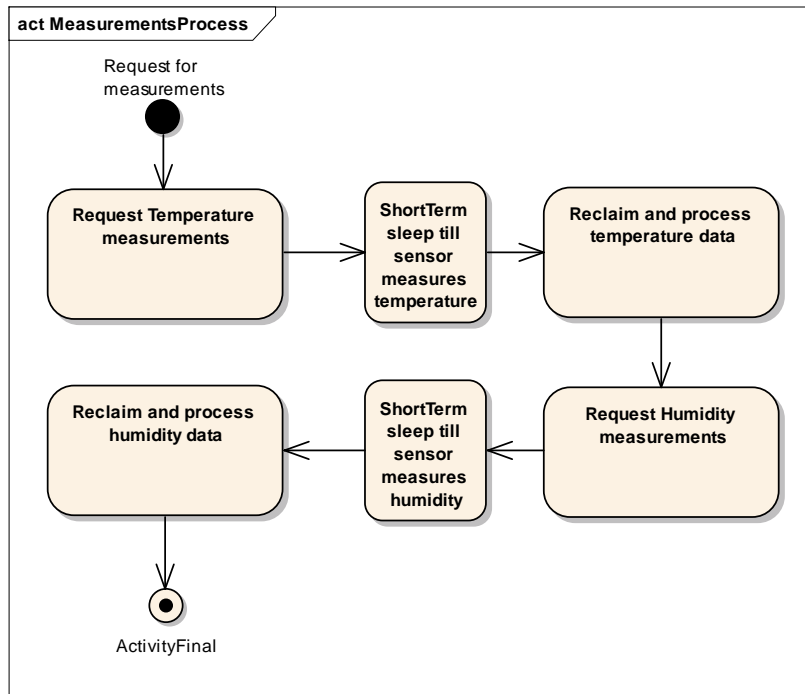 act MeasurementsProcess
Request for
measurements
Request Temperature
measurements
ShortTerm
sleep till
sensor
measures
temperature
Reclaim and process
temperature data
Request Humidity
measurements
ShortTerm
sleep till
sensor
measures
humidity
Reclaim and process
humidity data
ActivityFinal